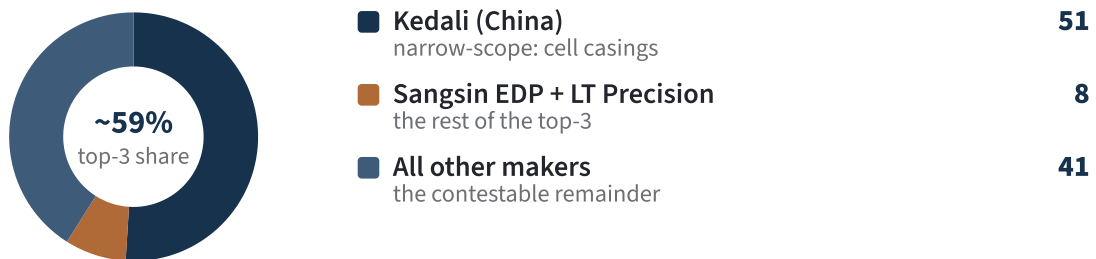 ~59%
top-3 share
Kedali (China)
51
narrow-scope: cell casings
Sangsin EDP + LT Precision
8
the rest of the top-3
All other makers
41
the contestable remainder